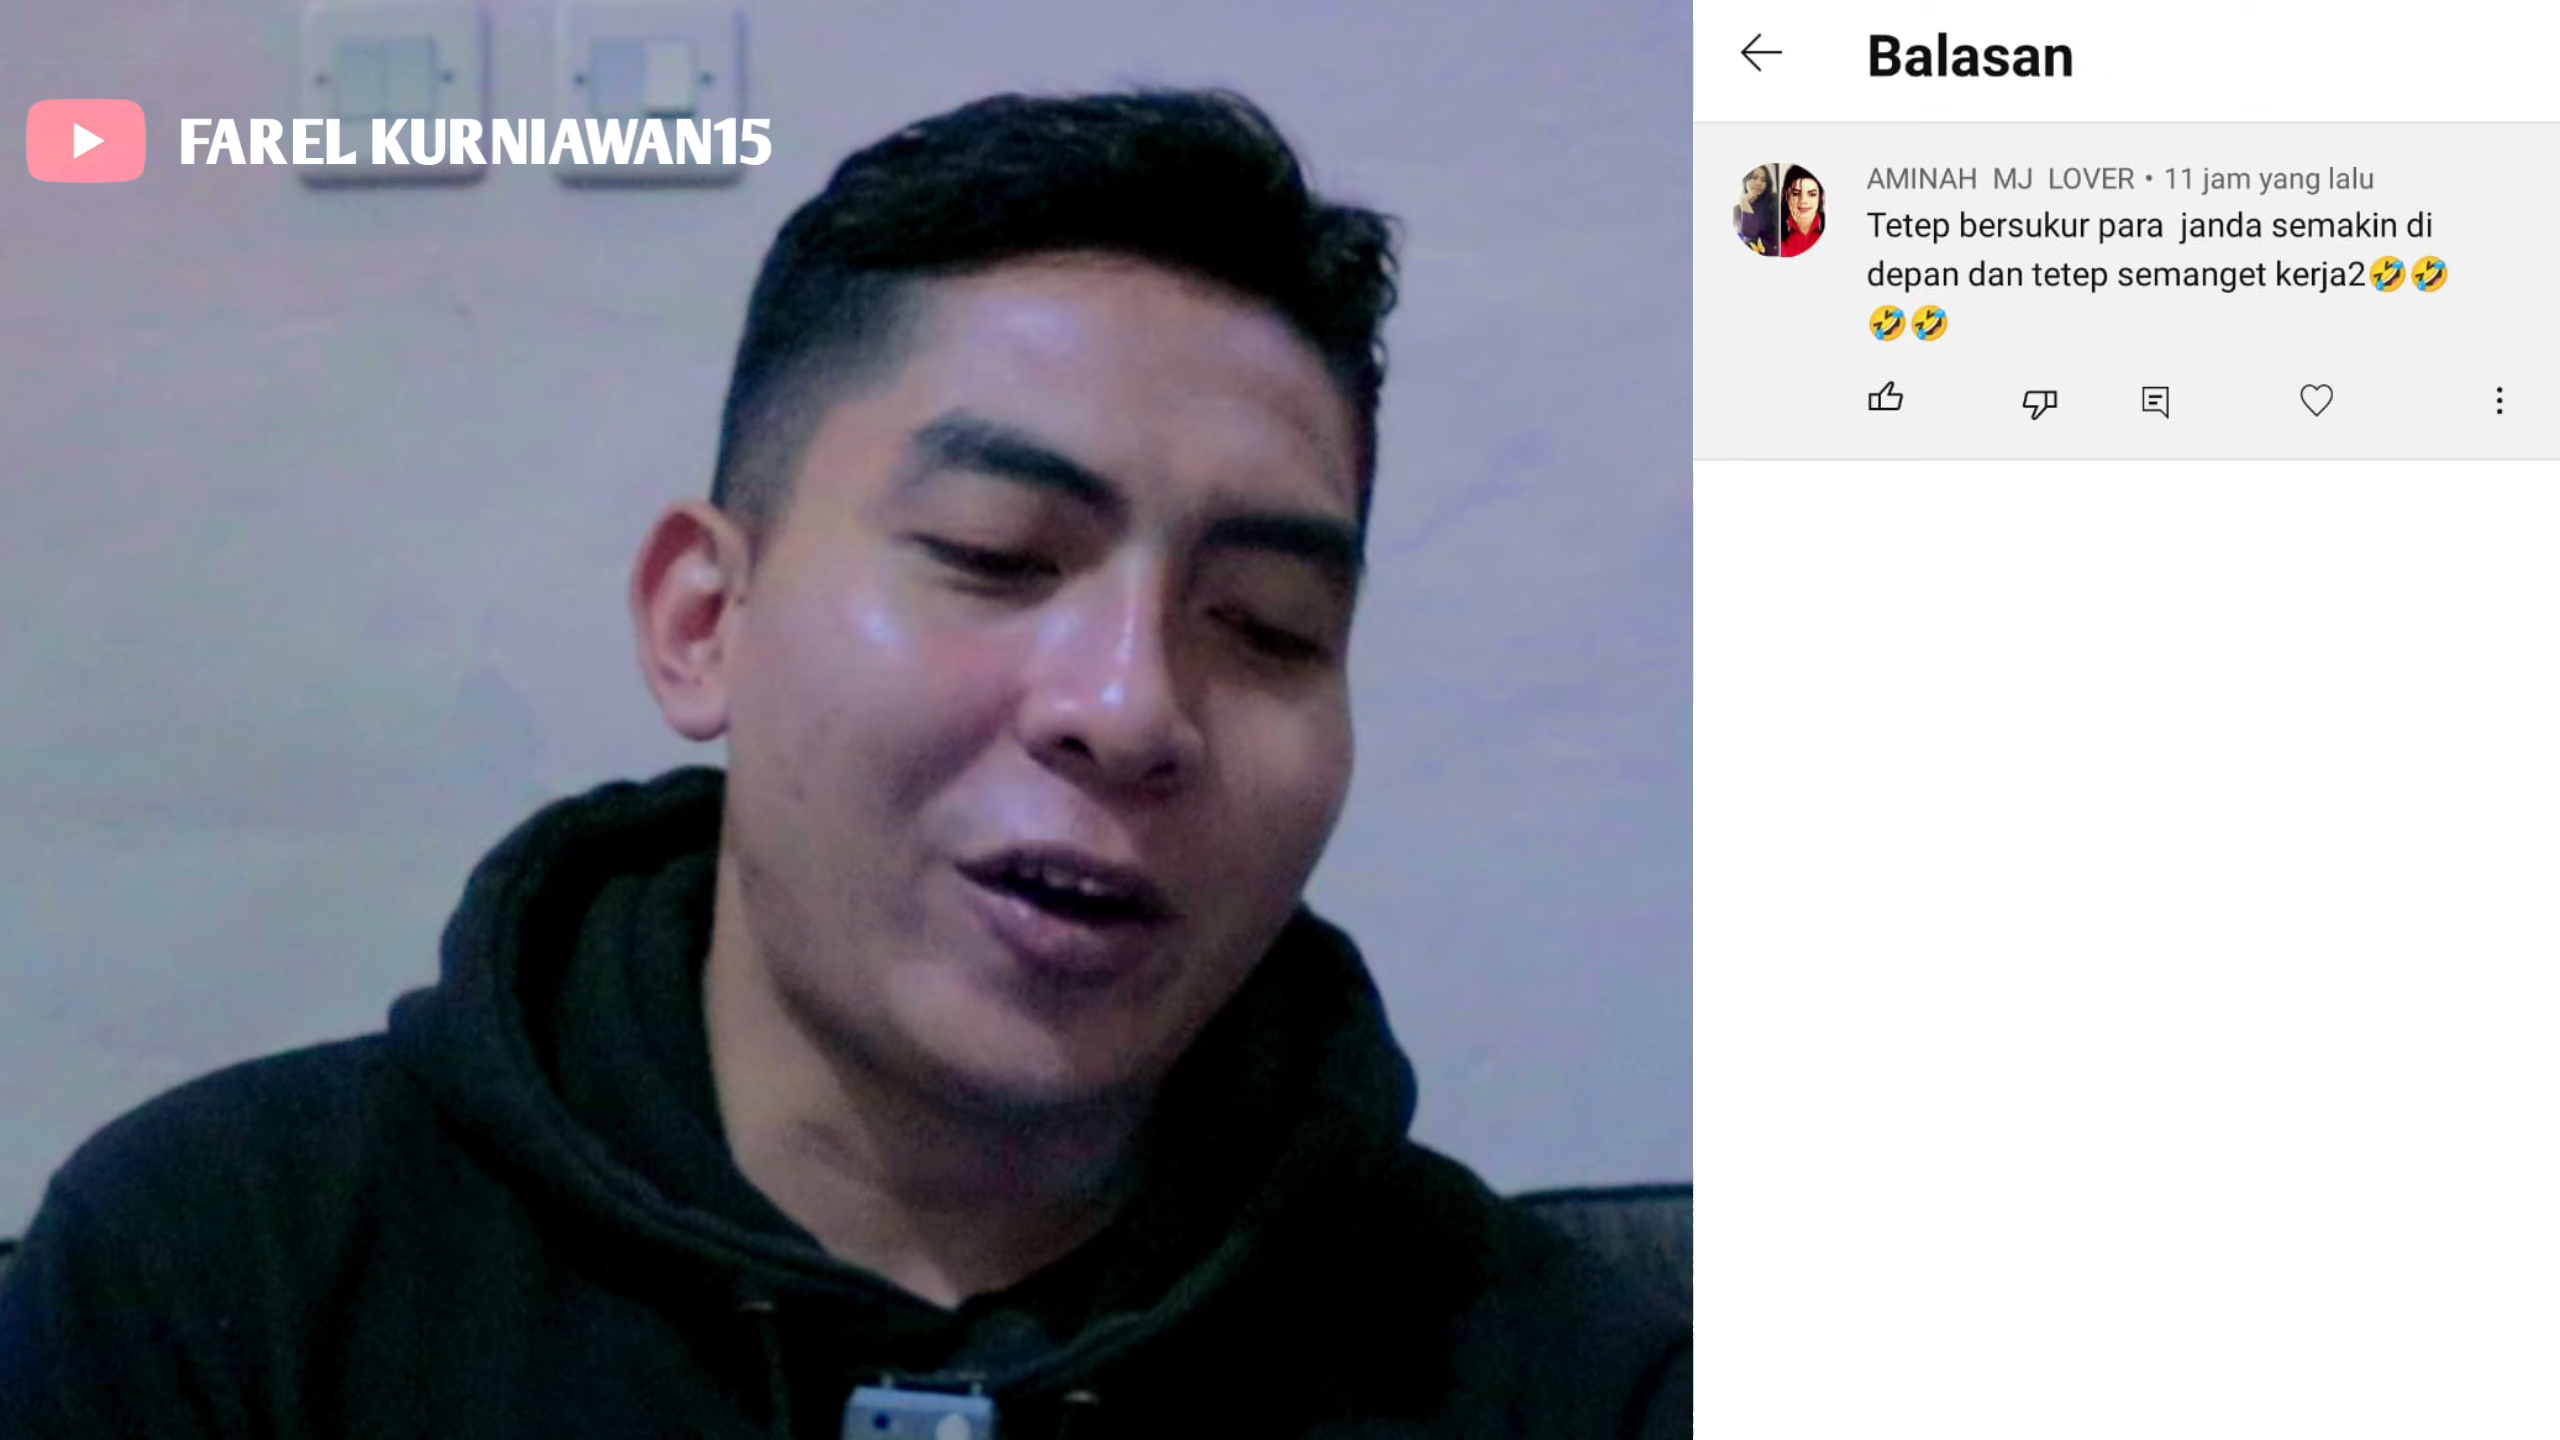 FAREL KURNIAWAN15
Balasan
AMINAH MJ LOVER • 11 jam yang lalu
Tetep bersukur para janda semakin di
depan dan tetep semanget kerja2🤣🤣
🤣🤣